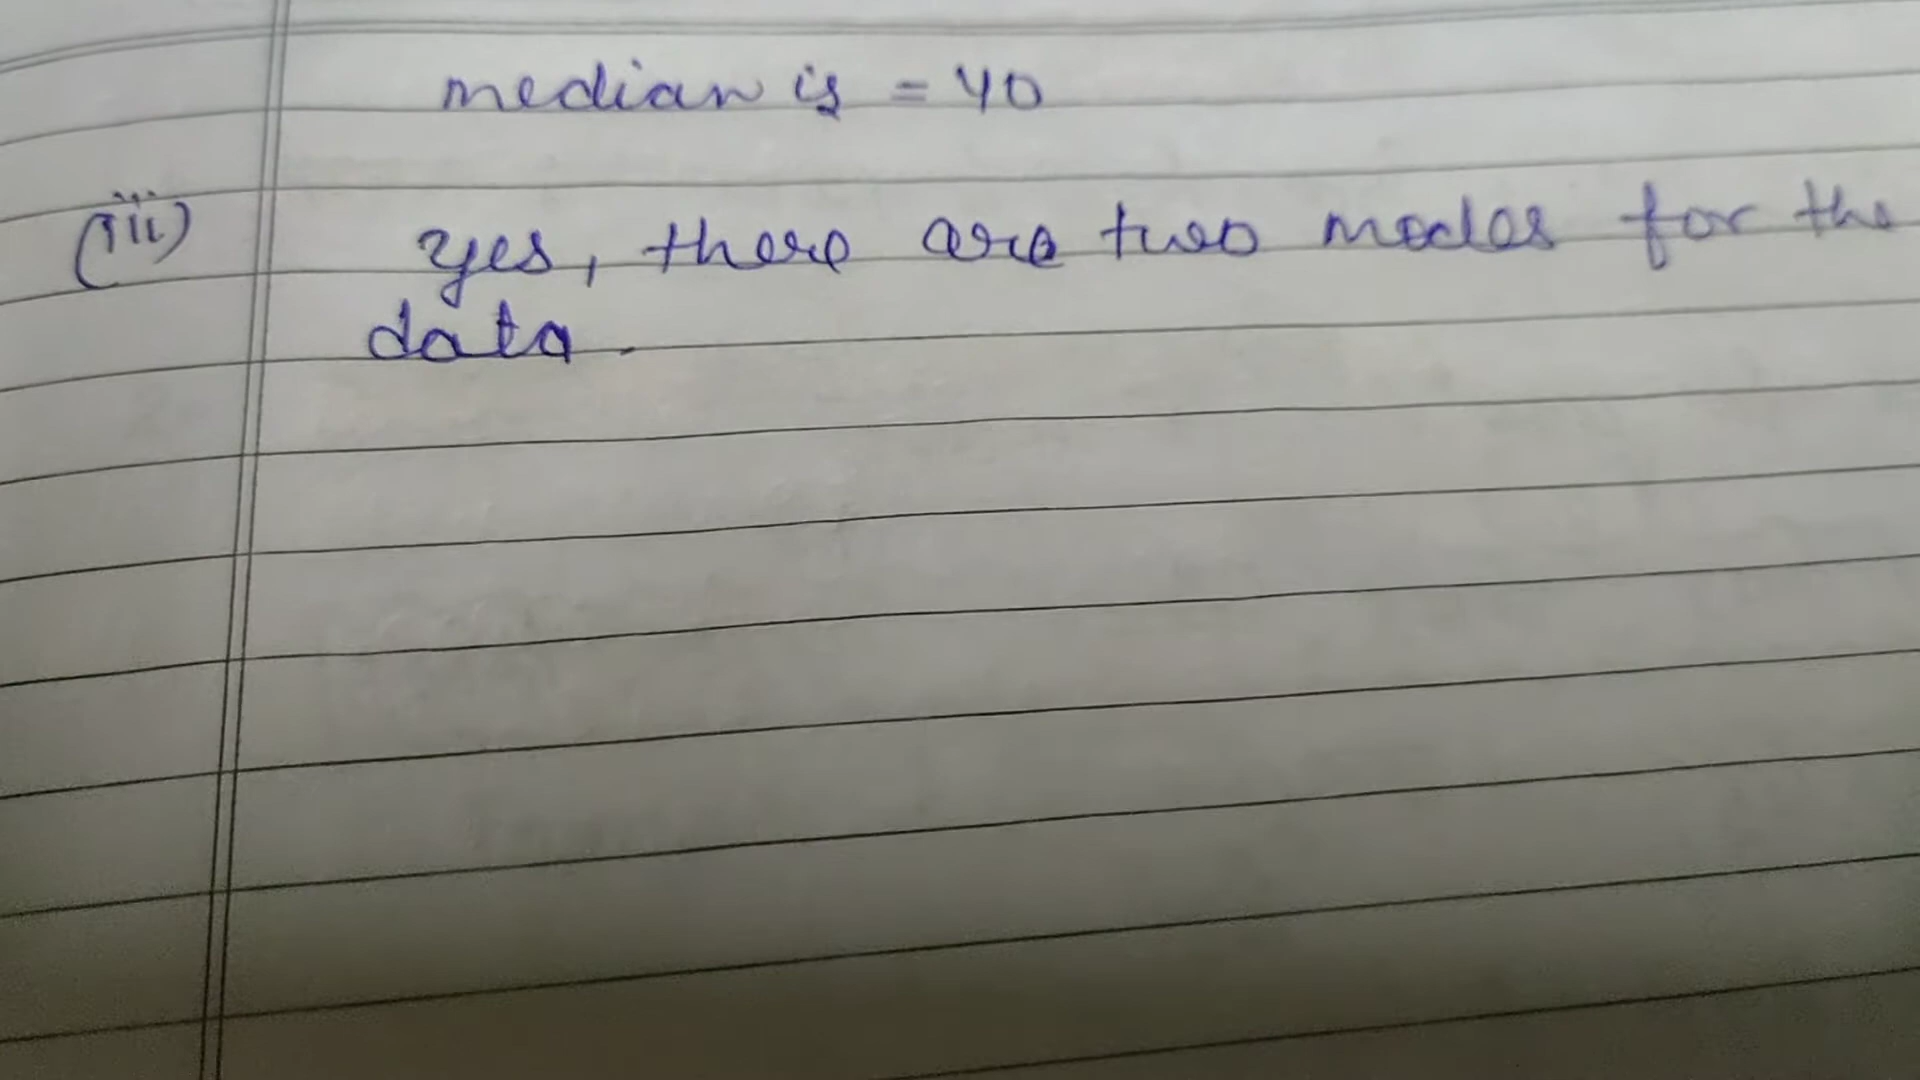 median is = 40
(iii) yes, there are two modes for the
data.